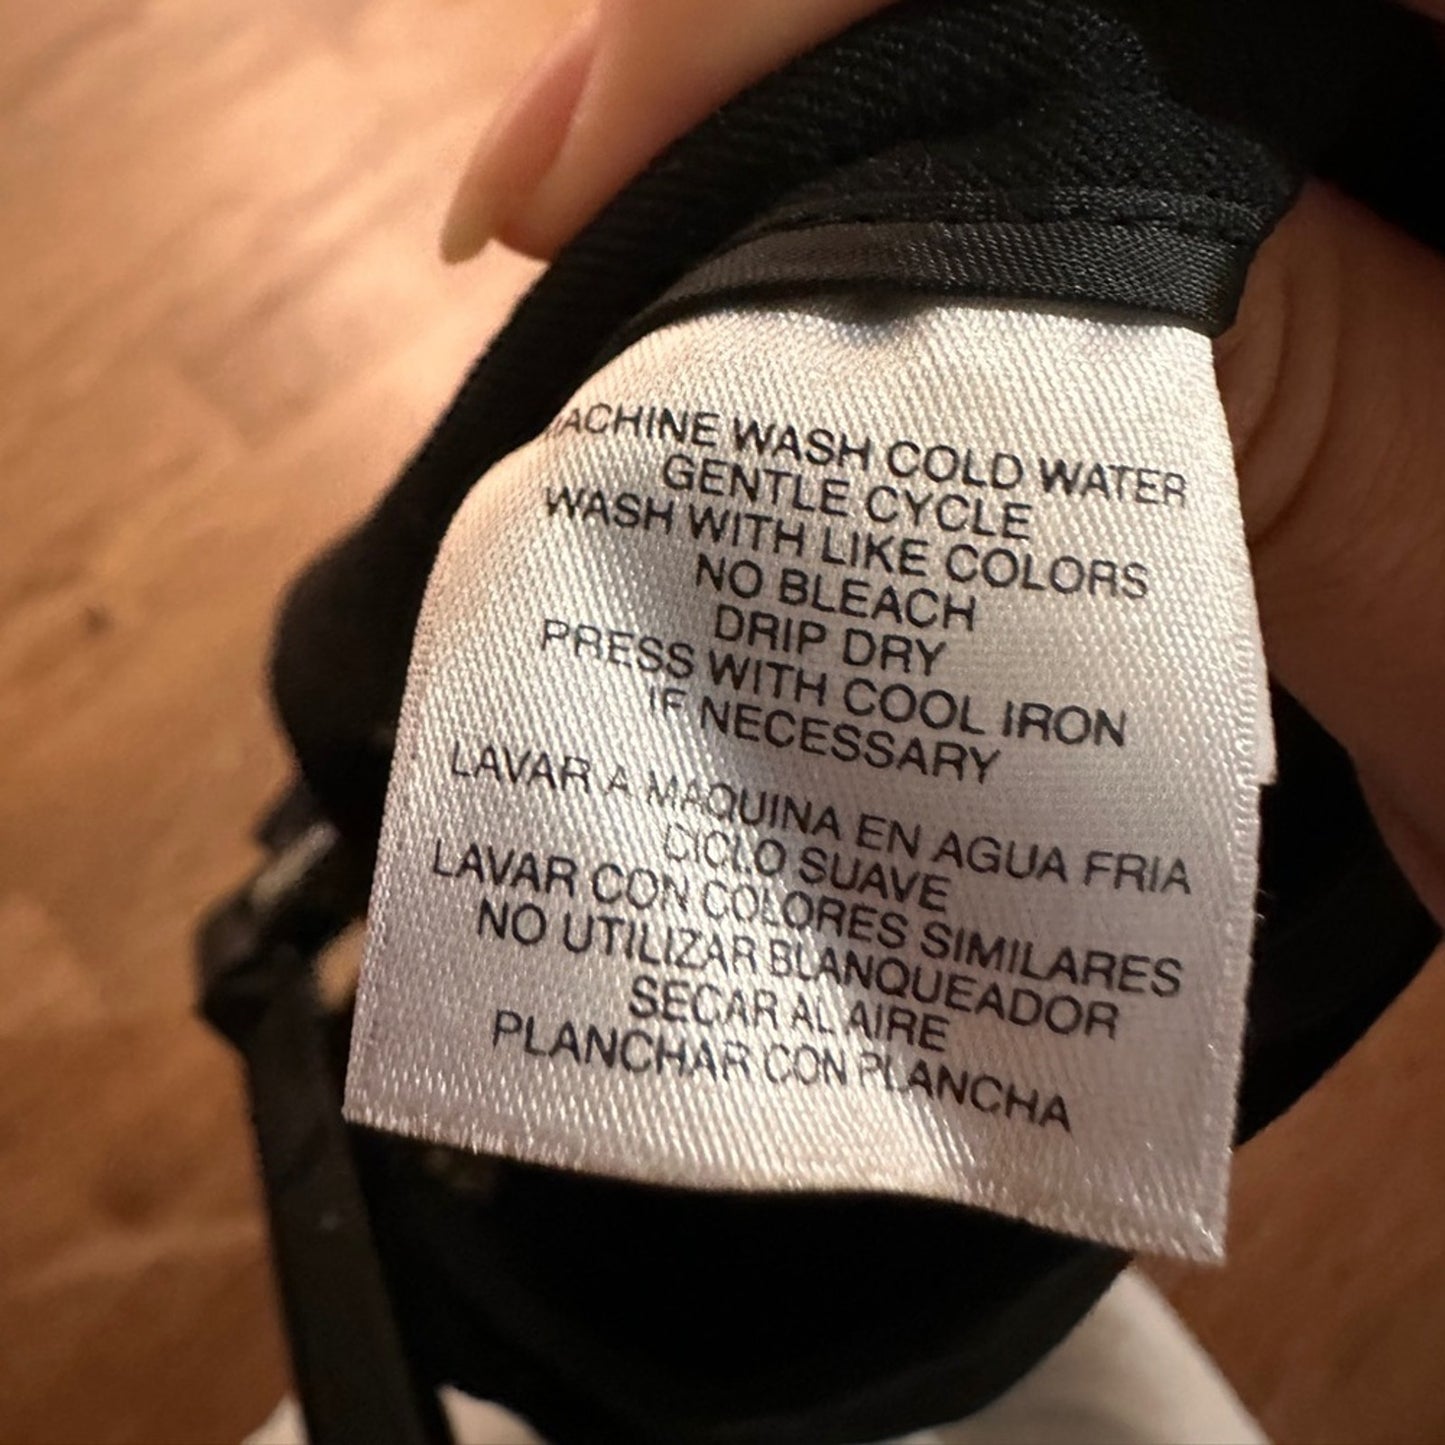 MACHINE WASH COLD WATER
GENTLE CYCLE
WASH WITH LIKE COLORS
NO BLEACH
DRIP DRY
PRESS WITH COOL IRON
IF NECESSARY
LAVAR A MAQUINA EN AGUA FRIA
CICLO SUAVE
LAVAR CON COLORES SIMILARES
NO UTILIZAR BLANQUEADOR
SECAR AL AIRE
PLANCHAR CON PLANCHA